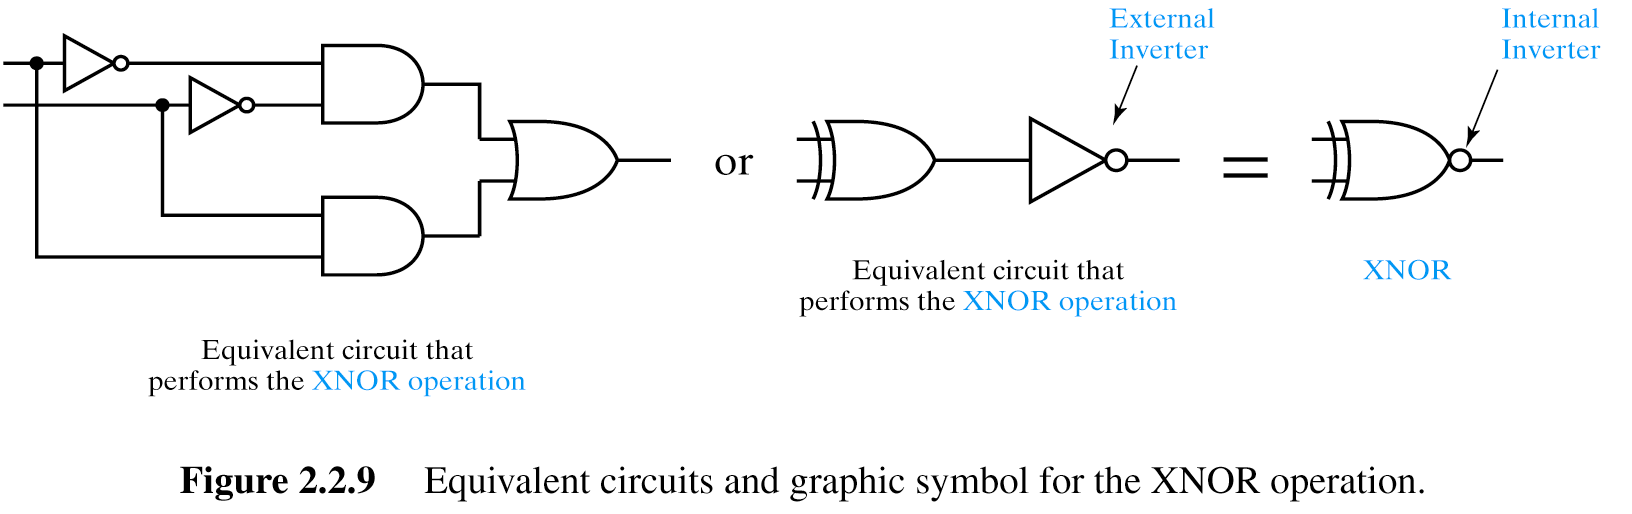 External
Inverter
Internal
Inverter
or
=
Equivalent circuit that
performs the XNOR operation
XNOR
Equivalent circuit that
performs the XNOR operation
Figure 2.2.9 Equivalent circuits and graphic symbol for the XNOR operation.